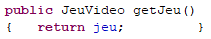 public JeuVideo getJeu()
{    return jeu;    }